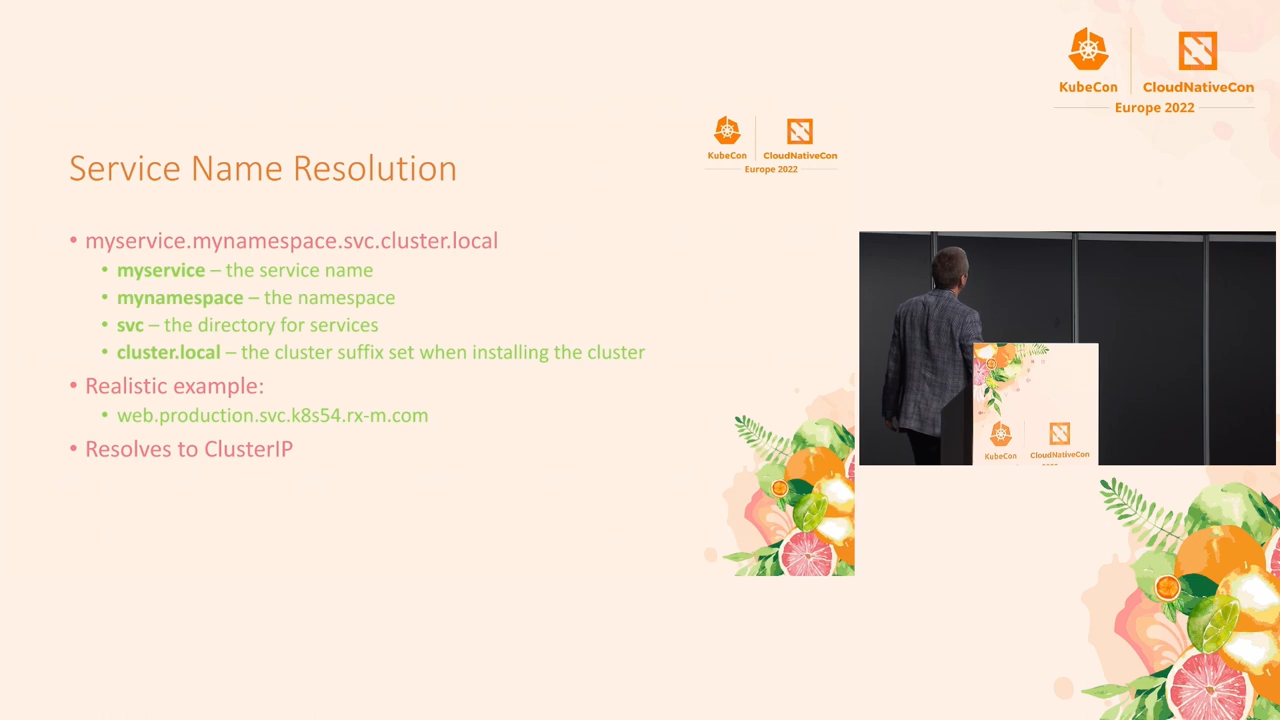 KubeCon
CloudNativeCon
Europe 2022
KubeCon
CloudNativeCon
Europe 2022
Service Name Resolution
• myservice.mynamespace.svc.cluster.local
• myservice – the service name
• mynamespace – the namespace
• svc – the directory for services
• cluster.local – the cluster suffix set when installing the cluster
• Realistic example:
• web.production.svc.k8s54.rx-m.com
• Resolves to ClusterIP
KubeCon
CloudNativeCon